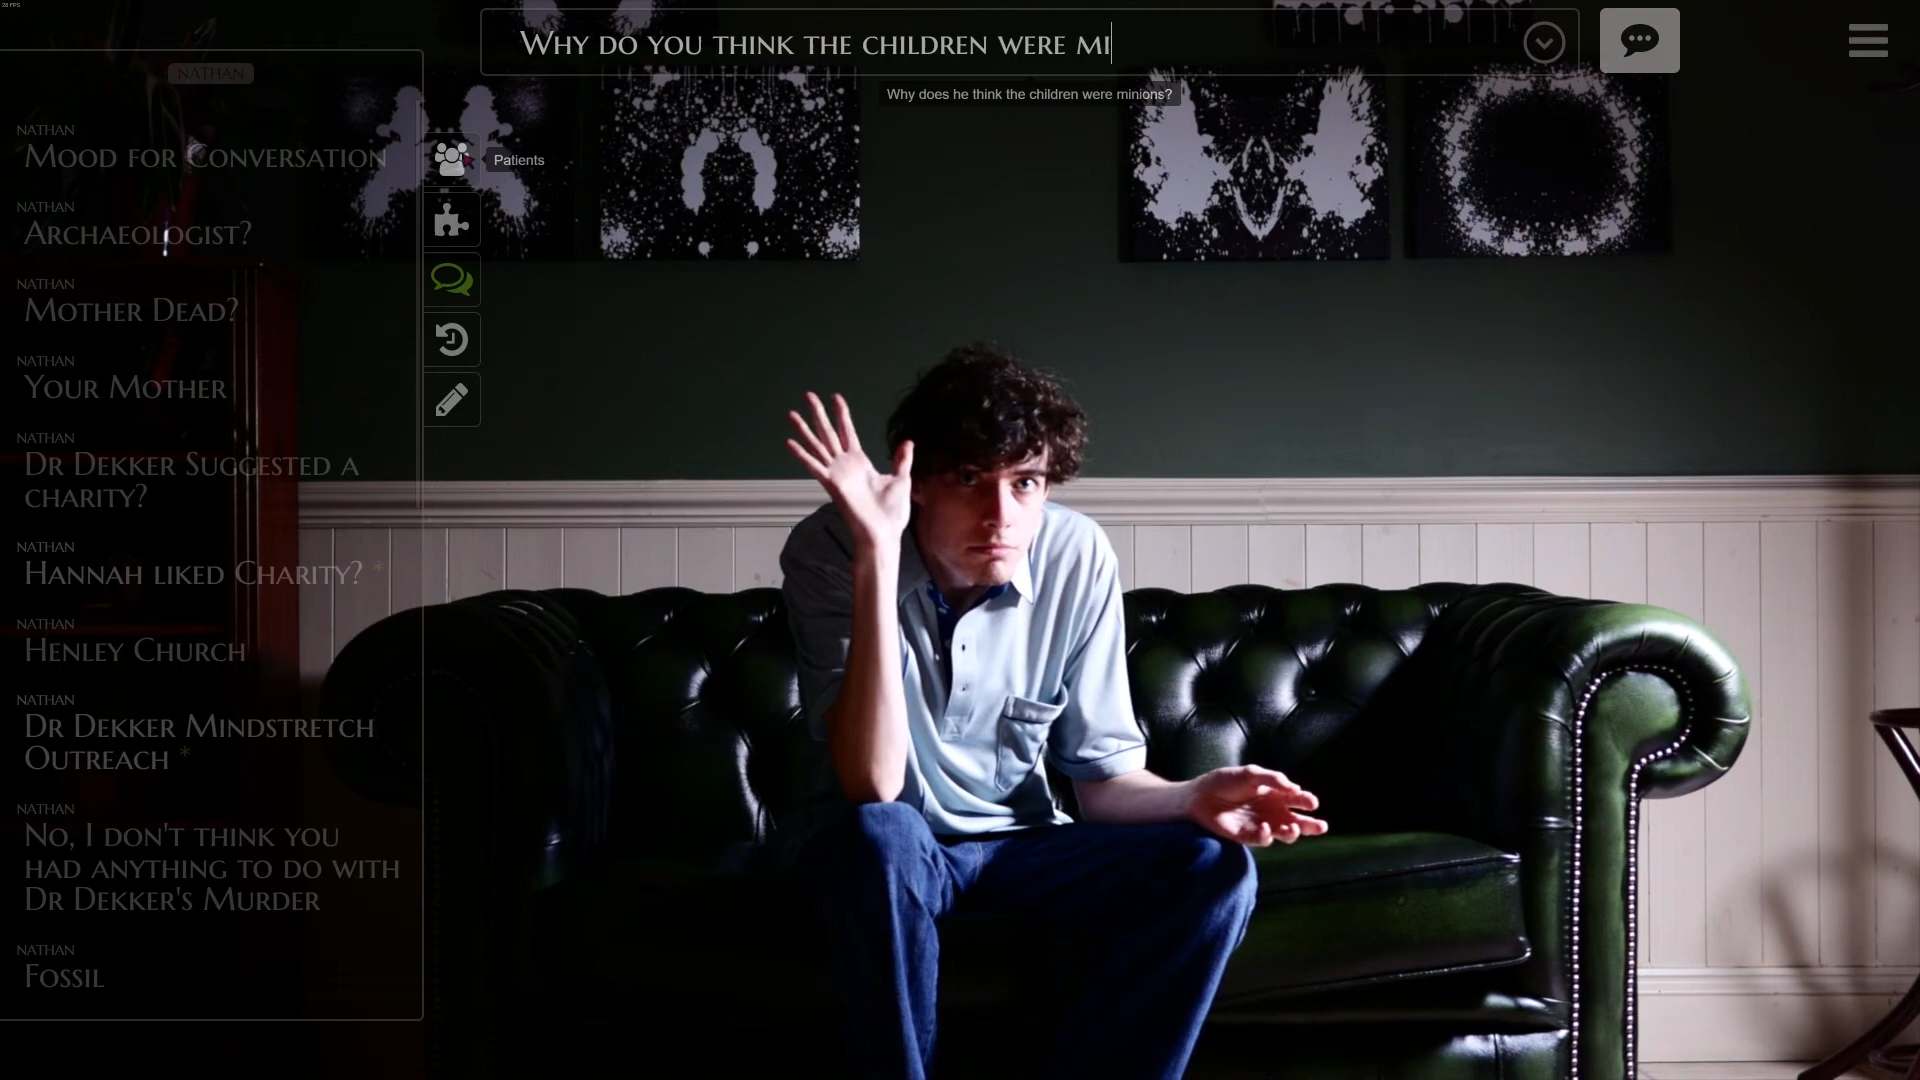 28 FPS
Why do you think the children were mi
Why does he think the children were minions?
NATHAN
NATHAN
Mood for Conversation
Patients
NATHAN
Archaeologist?
NATHAN
Mother Dead?
NATHAN
Your Mother
NATHAN
Dr Dekker Suggested a
charity?
NATHAN
Hannah liked Charity? *
NATHAN
Henley Church
NATHAN
Dr Dekker Mindstretch
Outreach *
NATHAN
No, I don't think you
had anything to do with
Dr Dekker's Murder
NATHAN
Fossil